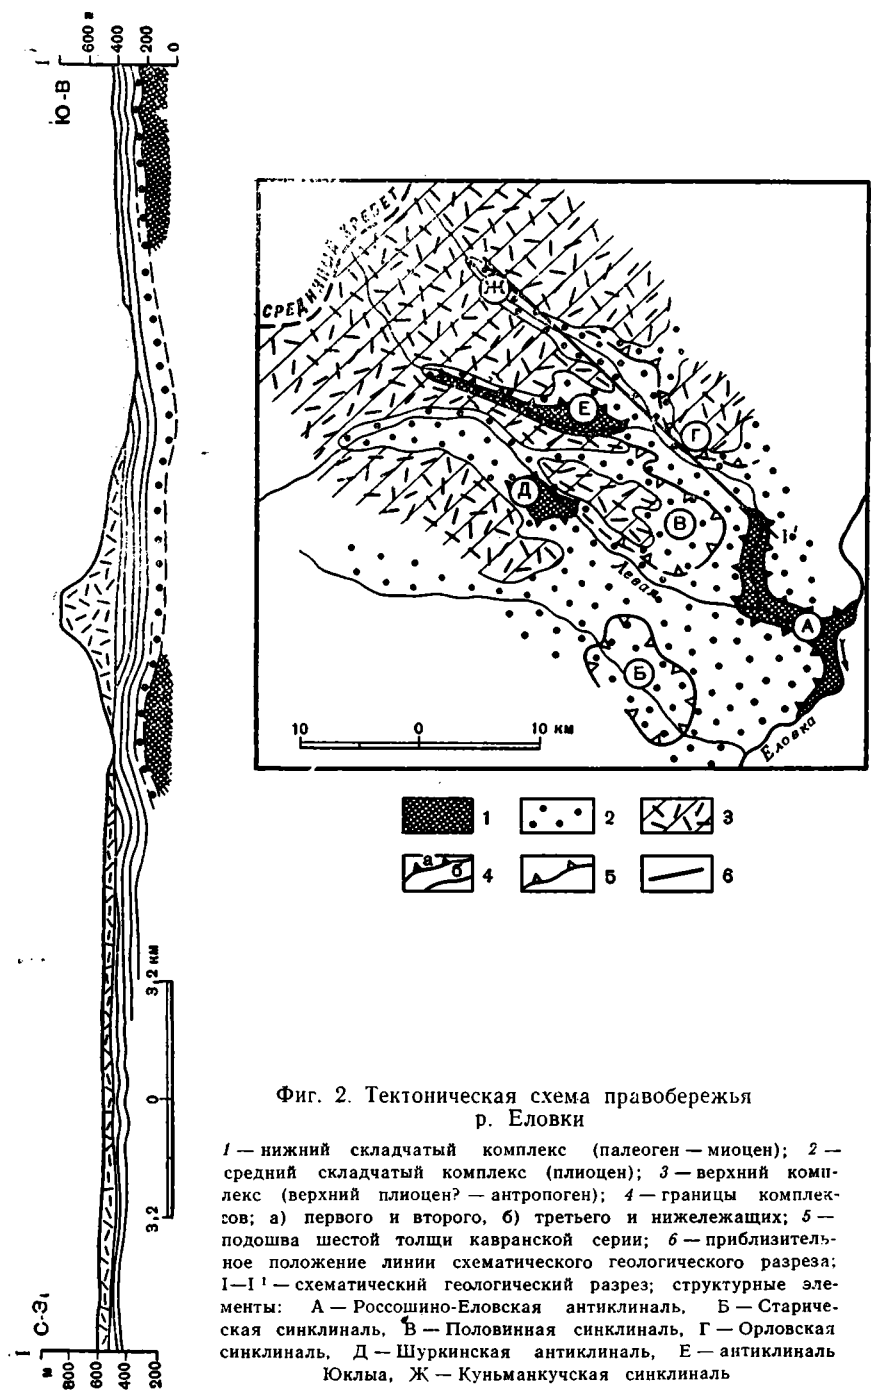 I'
600 м
400
200
0
Ю-В
СРЕДИННЫЙ ХРЕБЕТ
Ж
Е
Г
Д
В
I'
Левая
А
Б
Еловка
10 0 10 км
1 2 3
а б 4 5 6
3,2 км
0
3,2
С-З
I
м
800
600
400
200
Фиг. 2. Тектоническая схема правобережья
р. Еловки
1 — нижний складчатый комплекс (палеоген — миоцен); 2 —
средний складчатый комплекс (плиоцен); 3 — верхний комп-
лекс (верхний плиоцен? — антропоген); 4 — границы комплек-
сов; а) первого и второго, б) третьего и нижележащих; 5 —
подошва шестой толщи кавранской серии; 6 — приблизитель-
ное положение линии схематического геологического разреза;
I—I ¹ — схематический геологический разрез; структурные эле-
менты: А — Россошино-Еловская антиклиналь, Б — Стариче-
ская синклиналь, В — Половинная синклиналь, Г — Орловская
синклиналь, Д — Шуркинская антиклиналь, Е — антиклиналь
Юклыа, Ж — Куньманкучская синклиналь